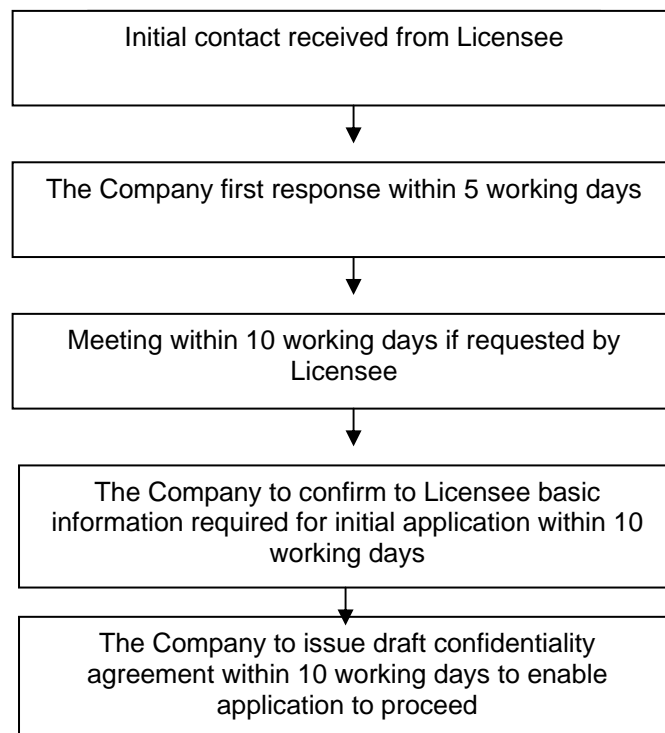 Initial contact received from Licensee
The Company first response within 5 working days
Meeting within 10 working days if requested by
Licensee
The Company to confirm to Licensee basic
information required for initial application within 10
working days
The Company to issue draft confidentiality
agreement within 10 working days to enable
application to proceed